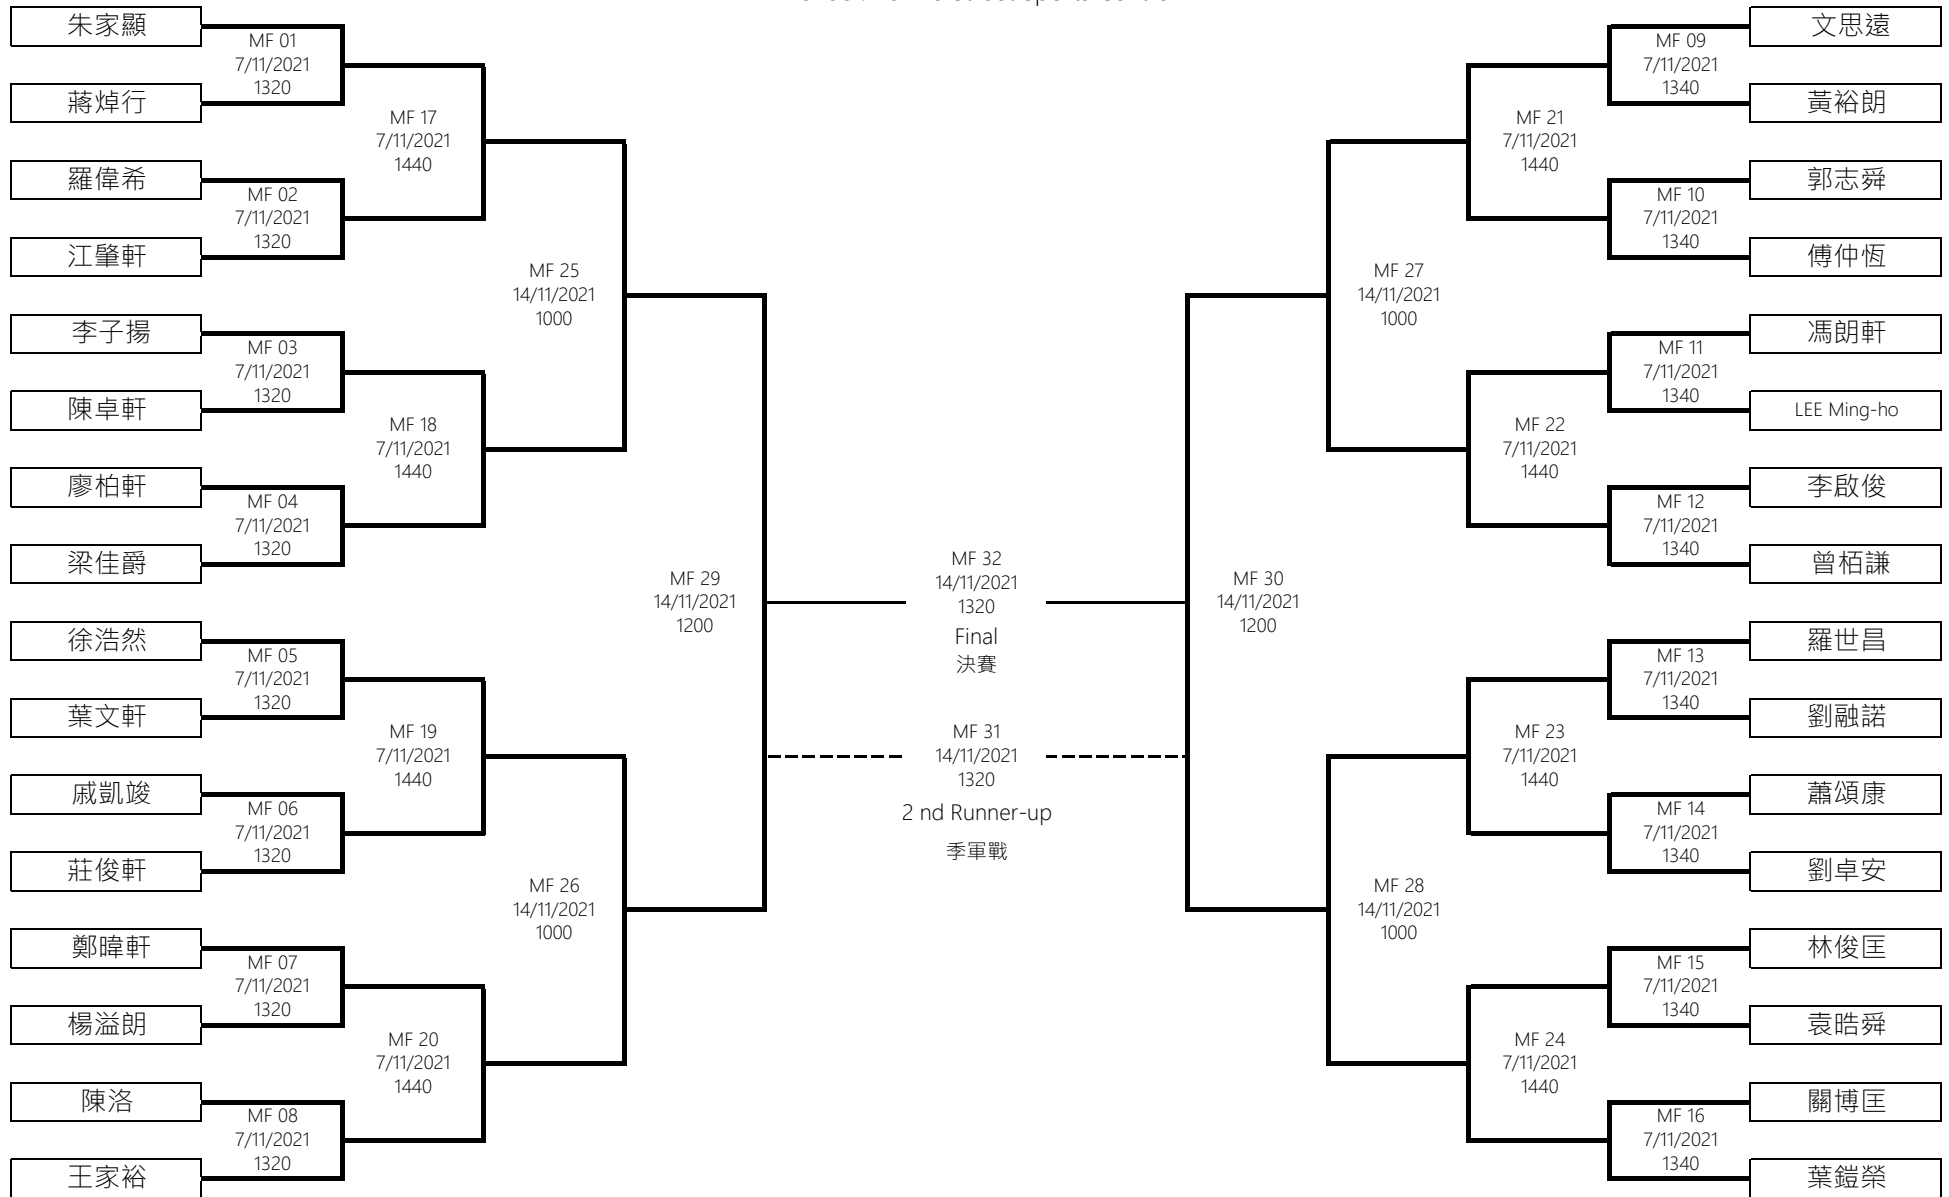 朱家顯
MF 01
7/11/2021
1320
蔣焯行
MF 17
7/11/2021
1440
羅偉希
MF 02
7/11/2021
1320
江肇軒
MF 25
14/11/2021
1000
李子揚
MF 03
7/11/2021
1320
陳卓軒
MF 18
7/11/2021
1440
廖柏軒
MF 04
7/11/2021
1320
梁佳爵
MF 29
14/11/2021
1200
徐浩然
MF 05
7/11/2021
1320
葉文軒
MF 19
7/11/2021
1440
戚凱竣
MF 06
7/11/2021
1320
莊俊軒
MF 26
14/11/2021
1000
鄭暐軒
MF 07
7/11/2021
1320
楊溢朗
MF 20
7/11/2021
1440
陳洛
MF 08
7/11/2021
1320
王家裕
MF 32
14/11/2021
1320
Final
決賽
MF 31
14/11/2021
1320
2 nd Runner-up
季軍戰
文思遠
MF 09
7/11/2021
1340
黃裕朗
MF 21
7/11/2021
1440
郭志舜
MF 10
7/11/2021
1340
傅仲恆
MF 27
14/11/2021
1000
馮朗軒
MF 11
7/11/2021
1340
LEE Ming-ho
MF 22
7/11/2021
1440
李啟俊
MF 12
7/11/2021
1340
曾栢謙
MF 30
14/11/2021
1200
羅世昌
MF 13
7/11/2021
1340
劉融諾
MF 23
7/11/2021
1440
蕭頌康
MF 14
7/11/2021
1340
劉卓安
MF 28
14/11/2021
1000
林俊匡
MF 15
7/11/2021
1340
袁晧舜
MF 24
7/11/2021
1440
關博匡
MF 16
7/11/2021
1340
葉鎧榮